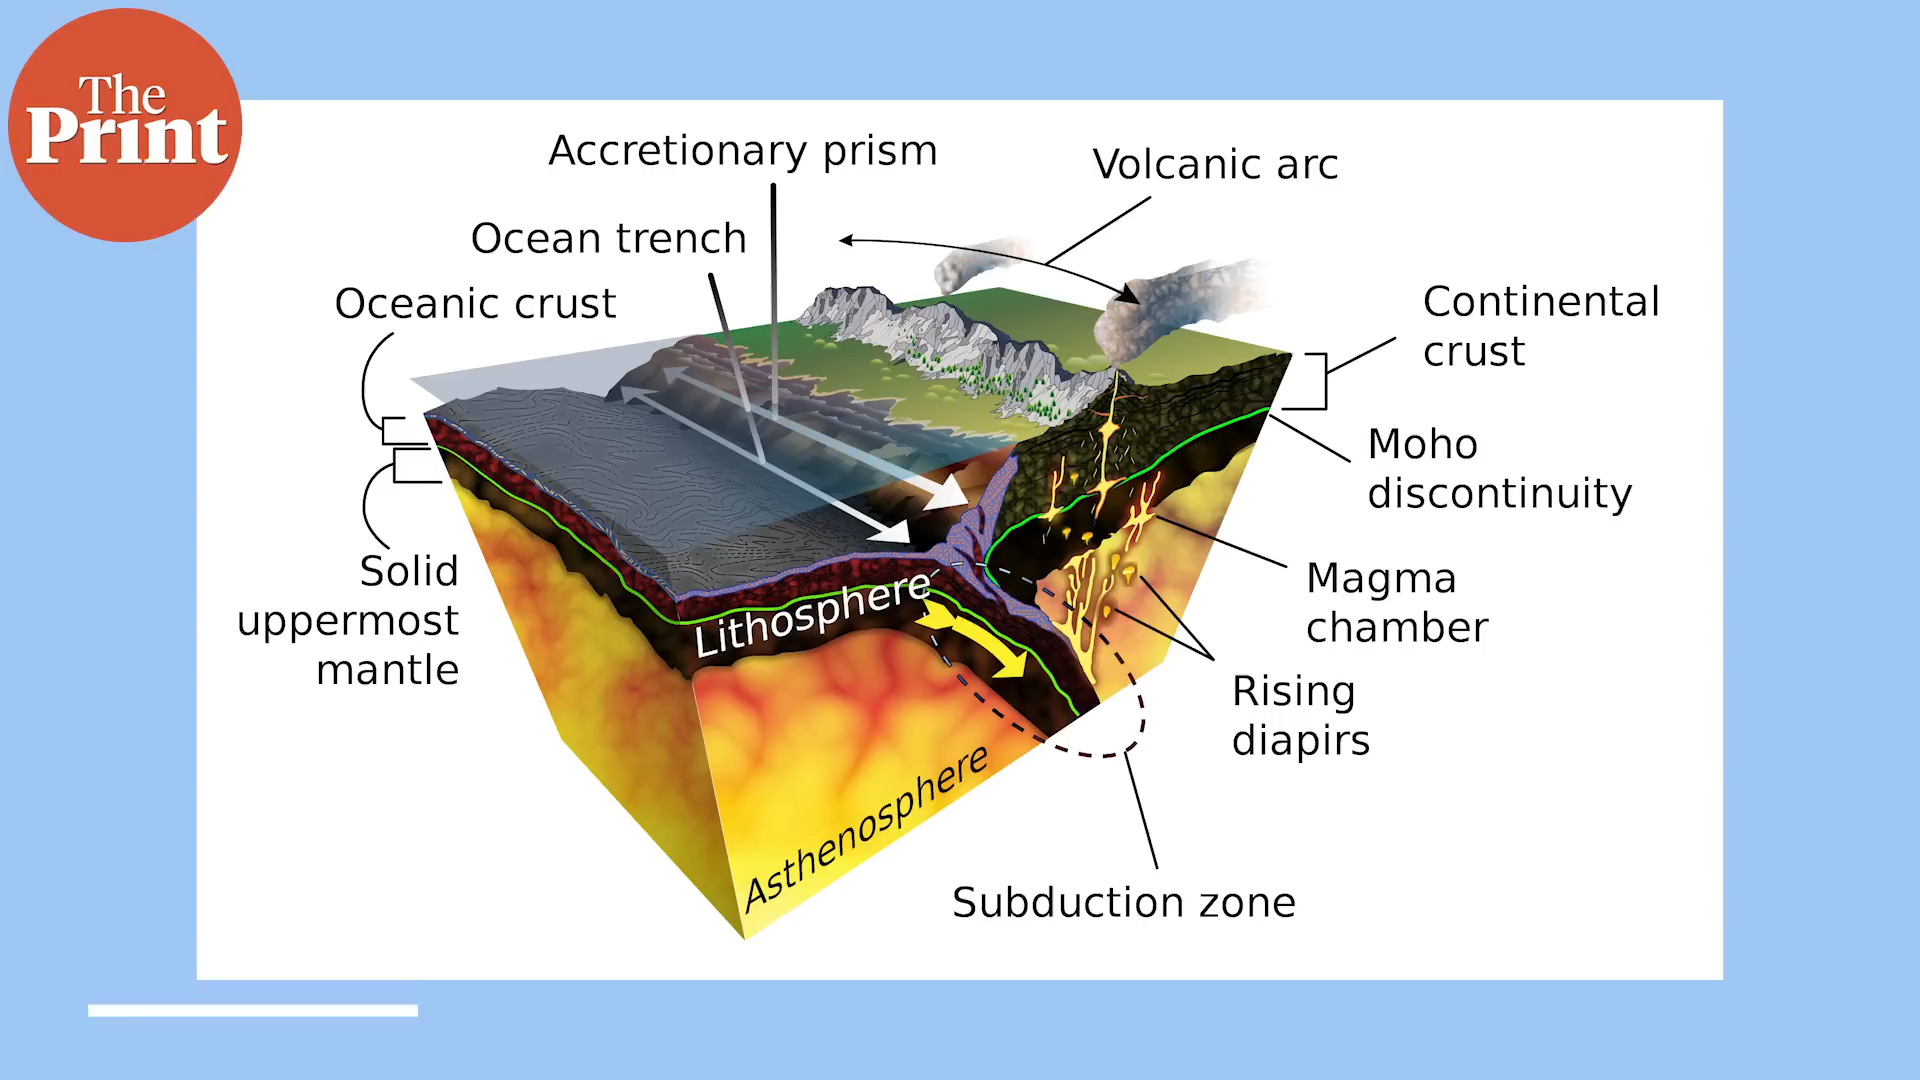 The
Print
Accretionary prism
Volcanic arc
Ocean trench
Oceanic crust
Continental
crust
Moho
discontinuity
Solid
uppermost
mantle
Lithosphere
Magma
chamber
Rising
diapirs
Asthenosphere
Subduction zone